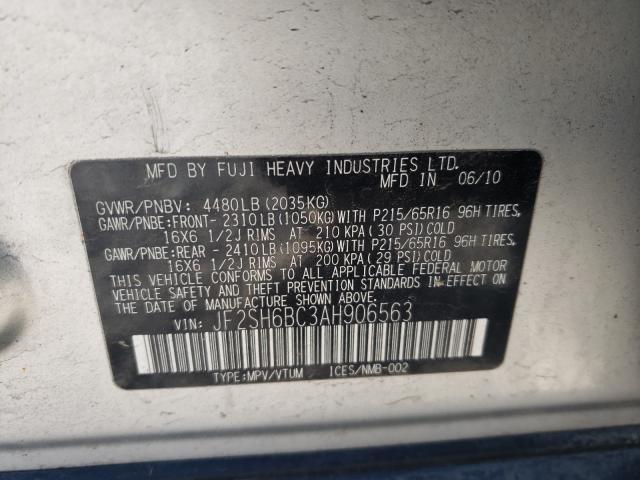 MFD BY FUJI HEAVY INDUSTRIES LTD.
MFD IN 06/10
GVWR/PNBV: 4480LB(2035KG)
GAWR/PNBE:FRONT- 2310LB(1050KG)WITH P215/65R16 96H TIRES,
16X6 1/2J RIMS AT 210 KPA(30 PSI)COLD
GAWR/PNBE:REAR - 2410LB(1095KG)WITH P215/65R16 96H TIRES,
16X6 1/2J RIMS AT 200 KPA(29 PSI)COLD
THIS VEHICLE CONFORMS TO ALL APPLICABLE FEDERAL MOTOR
VEHICLE SAFETY AND THEFT PREVENTION STANDARDS IN EFFECT ON
THE DATE OF MANUFACTURE SHOWN ABOVE.
VIN: JF2SH6BC3AH906563
TYPE:MPV/VTUM ICES/NMB-002